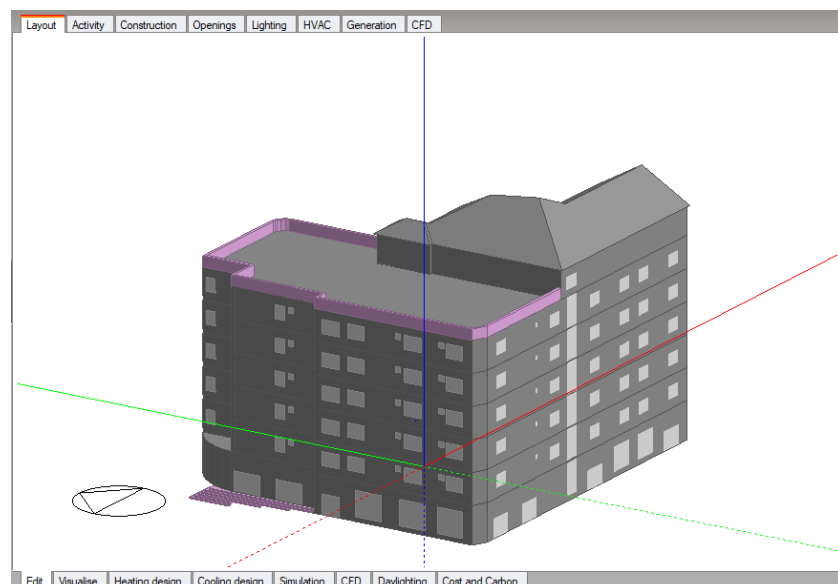 Layout Activity Construction Openings Lighting HVAC Generation CFD
Edit Visualise Heating design Cooling design Simulation CFD Daylighting Cost and Carbon